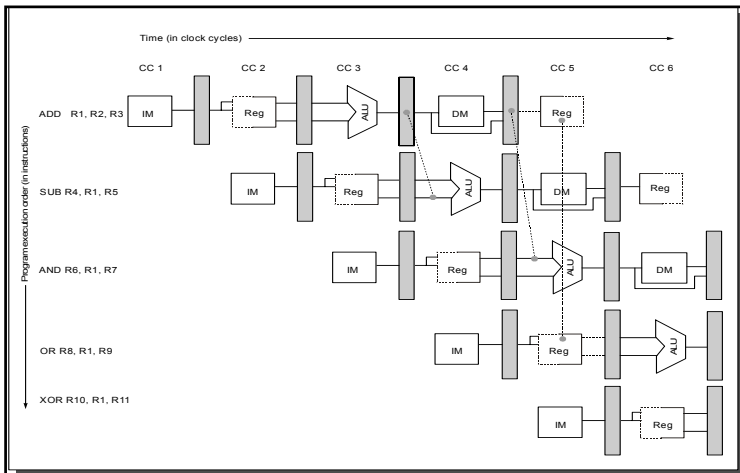 Time (in clock cycles)
CC 1 CC 2 CC 3 CC 4 CC 5 CC 6
Program execution order (in instructions)
ADD R1, R2, R3 IM Reg ALU DM Reg
SUB R4, R1, R5 IM Reg ALU DM Reg
AND R6, R1, R7 IM Reg ALU DM
OR R8, R1, R9 IM Reg ALU
XOR R10, R1, R11 IM Reg